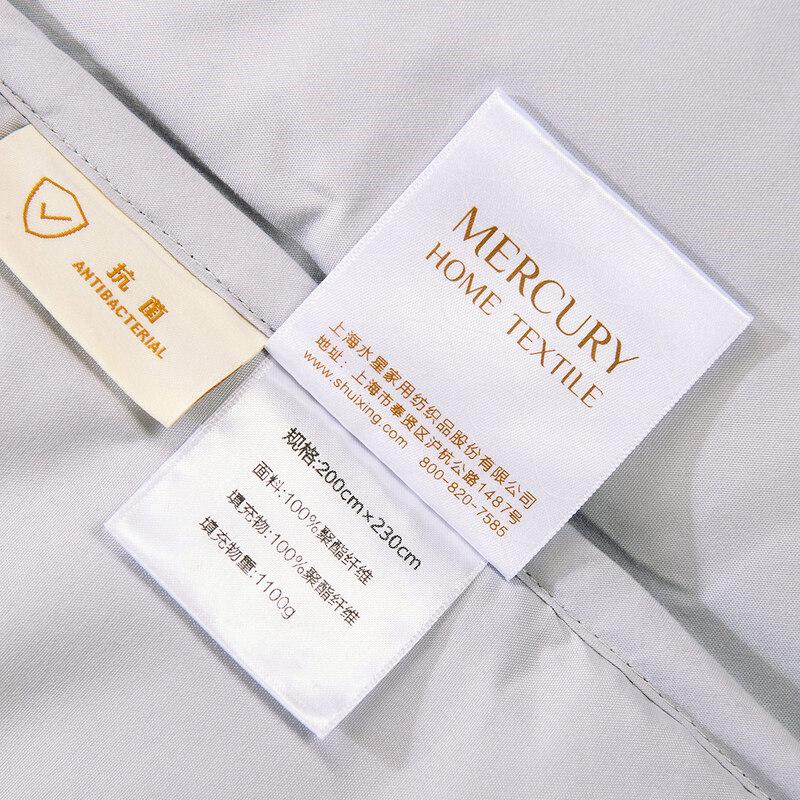 抗菌
ANTIBACTERIAL
MERCURY
HOME TEXTILE
上海水星家用纺织品股份有限公司
地址：上海市奉贤区沪杭公路1487号
www.shuixing.com 800-820-7585
规格:200cm×230cm
面料:100%聚酯纤维
填充物:100%聚酯纤维
填充物量:1100g